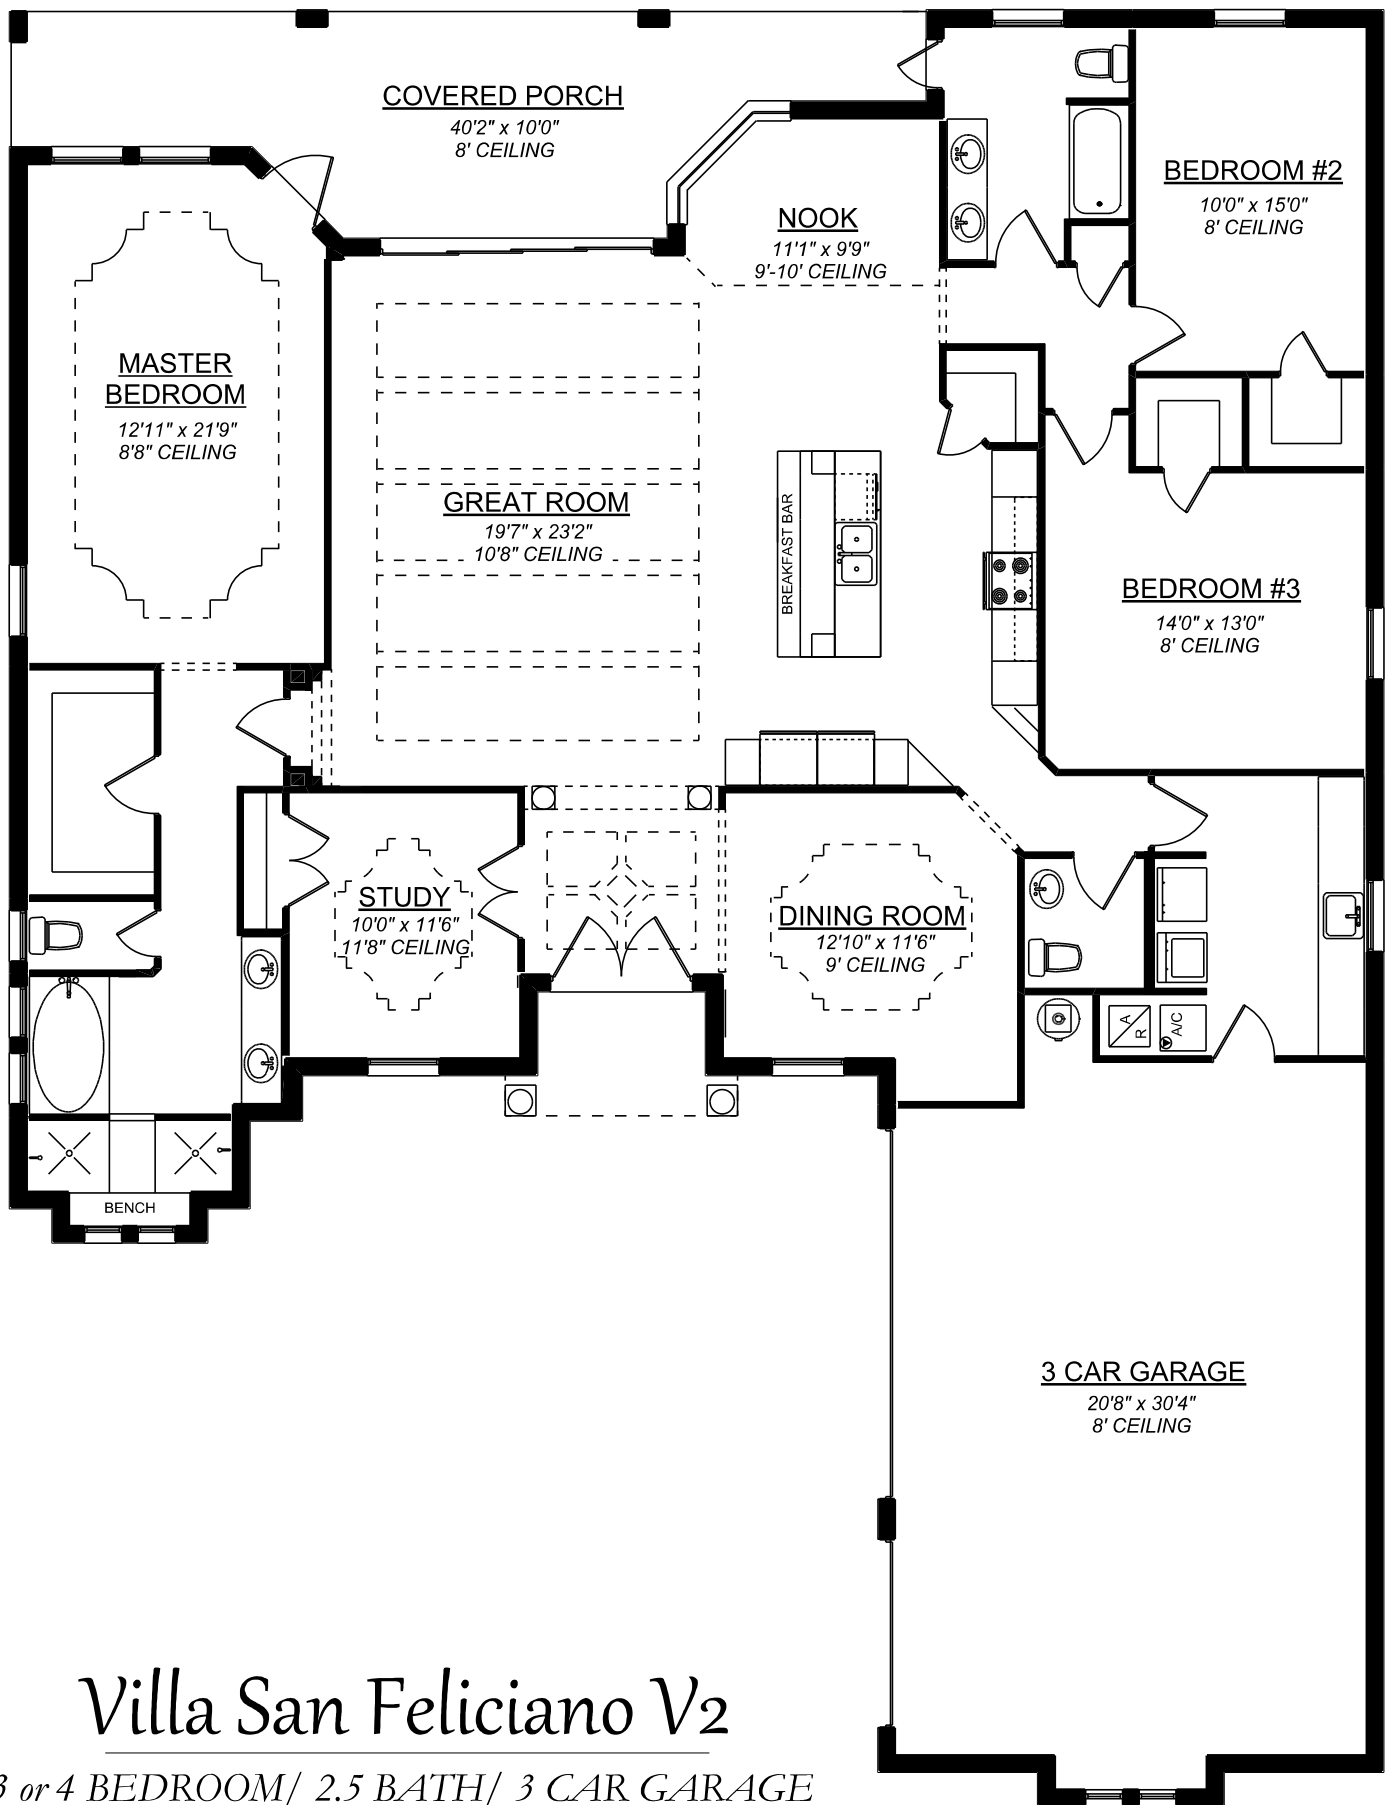 COVERED PORCH
40'2" x 10'0"
8' CEILING
BEDROOM #2
10'0" x 15'0"
8' CEILING
NOOK
11'1" x 9'9"
9'-10' CEILING
MASTER
BEDROOM
12'11" x 21'9"
8'8" CEILING
GREAT ROOM
19'7" x 23'2"
10'8" CEILING
BREAKFAST BAR
BEDROOM #3
14'0" x 13'0"
8' CEILING
STUDY
10'0" x 11'6"
11'8" CEILING
DINING ROOM
12'10" x 11'6"
9' CEILING
A
R
A/C
BENCH
3 CAR GARAGE
20'8" x 30'4"
8' CEILING
Villa San Feliciano V2
3 or 4 BEDROOM/ 2.5 BATH/ 3 CAR GARAGE